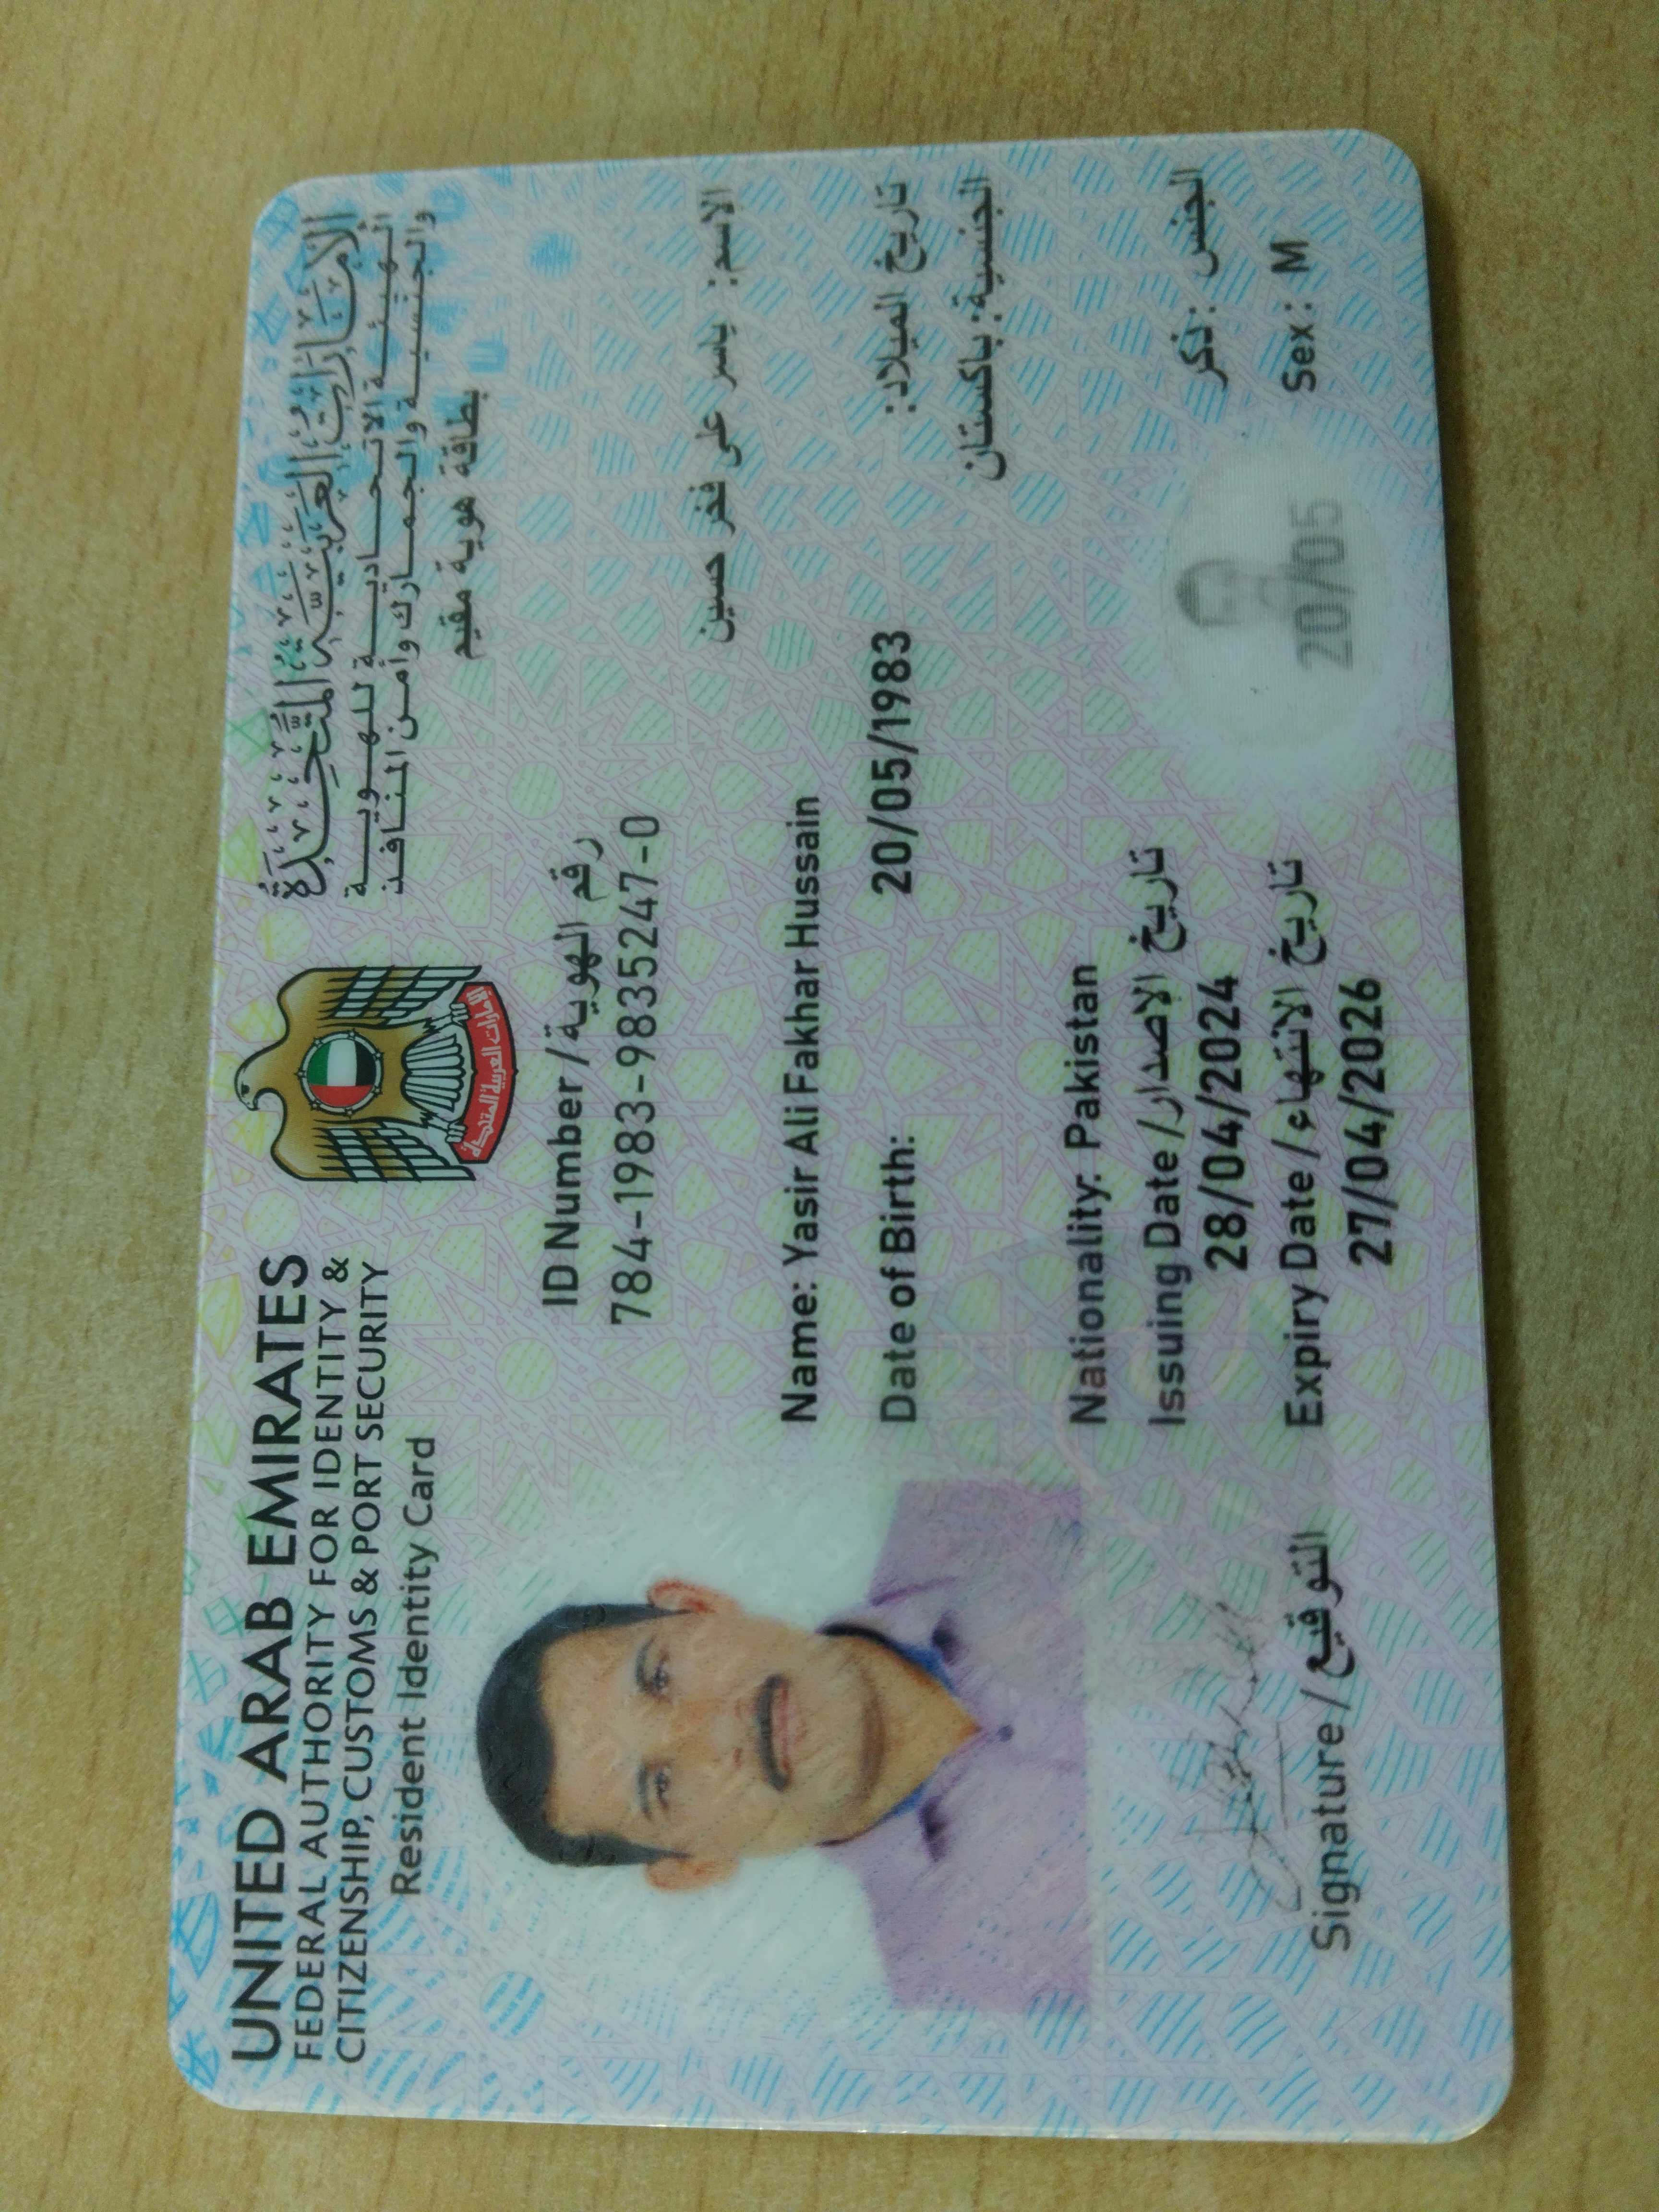 UNITED ARAB EMIRATES
FEDERAL AUTHORITY FOR IDENTITY &
CITIZENSHIP, CUSTOMS & PORT SECURITY
Resident Identity Card
الإمارات العربية المتحدة
الهيئة الاتحادية للهوية
والجنسية والجمارك وأمن المنافذ
بطاقة هوية مقيم
الإمارات العربية المتحدة
ID Number / رقم الهوية
784-1983-9835247-0
الاسم: ياسر على فخر حسين
Name: Yasir Ali Fakhar Hussain
Date of Birth: 20/05/1983 تاريخ الميلاد:
الجنسية: باكستان
Nationality: Pakistan
Issuing Date / تاريخ الإصدار
28/04/2024
الجنس : ذكر
Expiry Date / تاريخ الانتهاء
27/04/2026
Sex: M
20/05
Signature / التوقيع